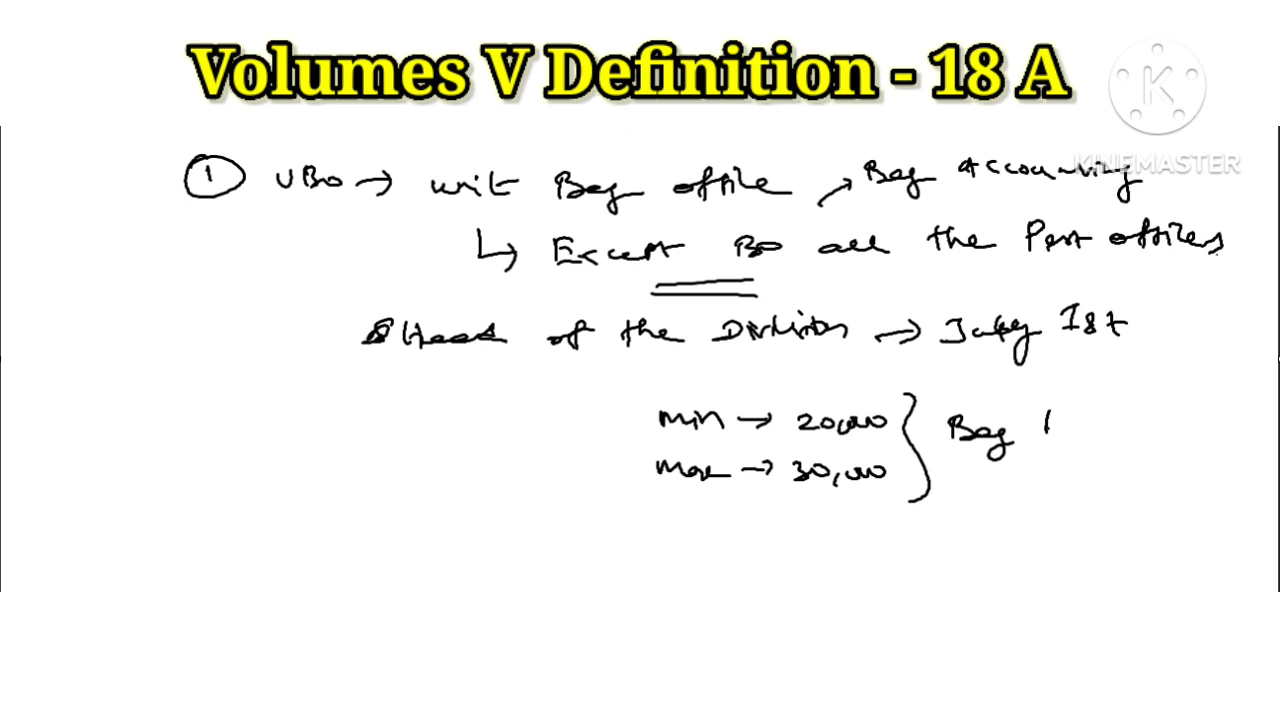 Volumes V Definition - 18 A
K
KINEMASTER
① UBO → unit Bag office → Bag Accounting
↳ Except BO all the Post offices
Head of the Division → July 1st
min → 20,000
max → 30,000
Bag